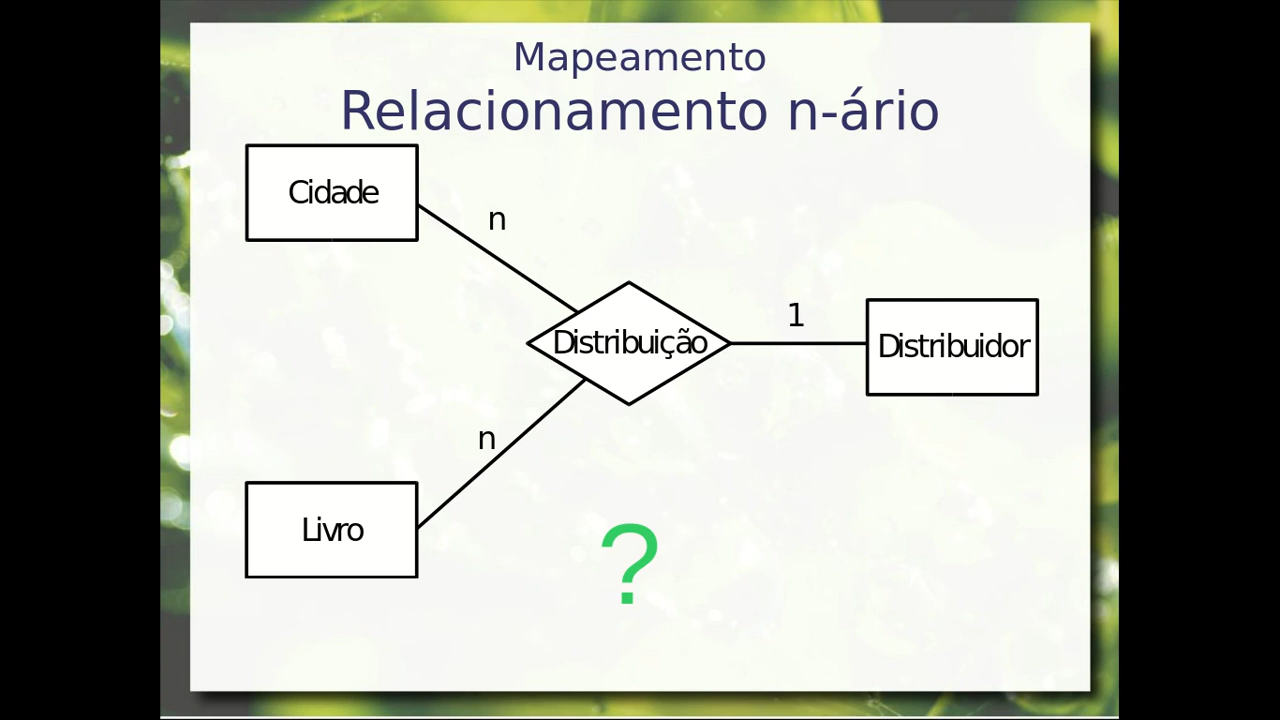 Mapeamento
Relacionamento n-ário
Cidade
n
1
Distribuição
Distribuidor
n
Livro
?